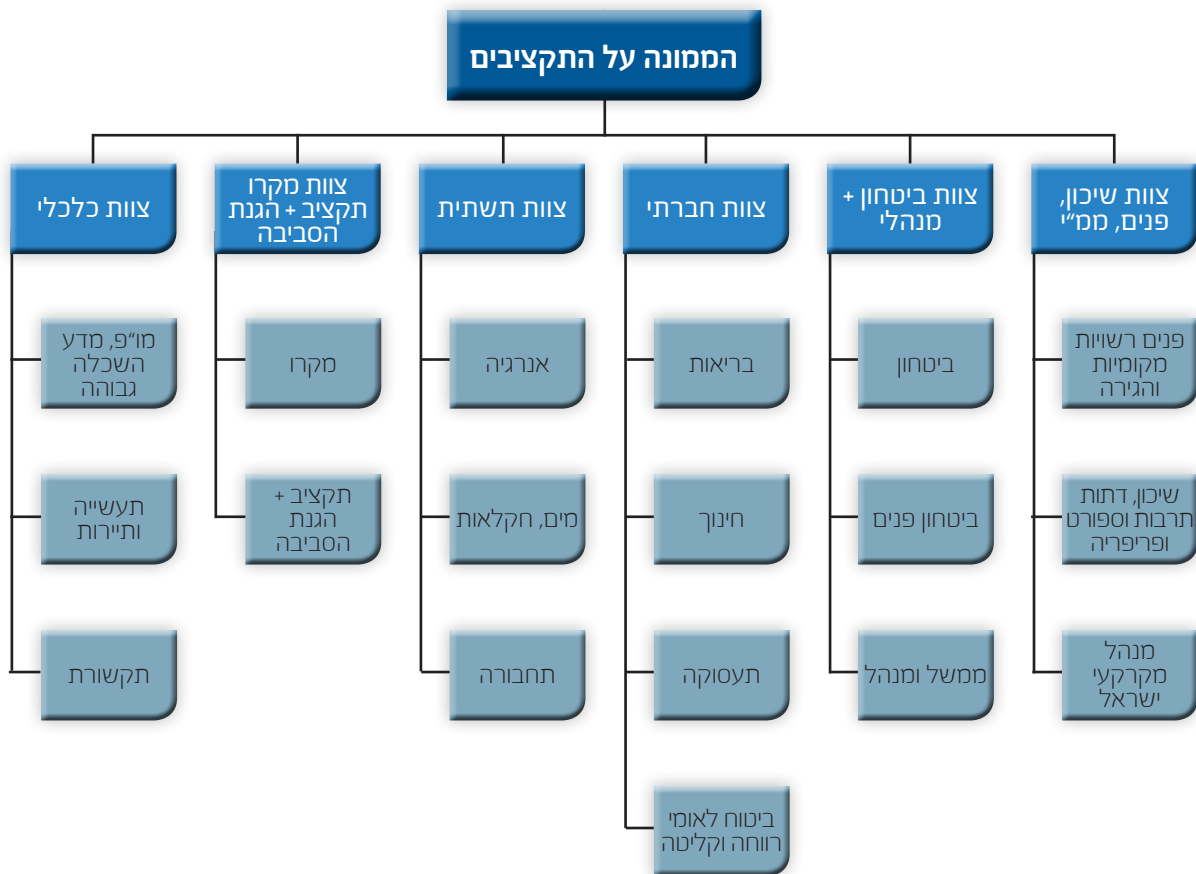 הממונה על התקציבים
צוות שיכון,
פנים, ממ״י
צוות ביטחון +
מנהלי
צוות חברתי
צוות תשתית
צוות מקרו
תקציב + הגנת
הסביבה
צוות כלכלי
פנים רשויות
מקומיות
והגירה
ביטחון
בריאות
אנרגיה
מקרו
מו״פ, מדע
השכלה
גבוהה
שיכון, דתות
תרבות וספורט
ופריפריה
ביטחון פנים
חינוך
מים, חקלאות
תקציב +
הגנת
הסביבה
תעשייה
ותיירות
מנהל
מקרקעי
ישראל
ממשל ומנהל
תעסוקה
תחבורה
תקשורת
ביטוח לאומי
רווחה וקליטה